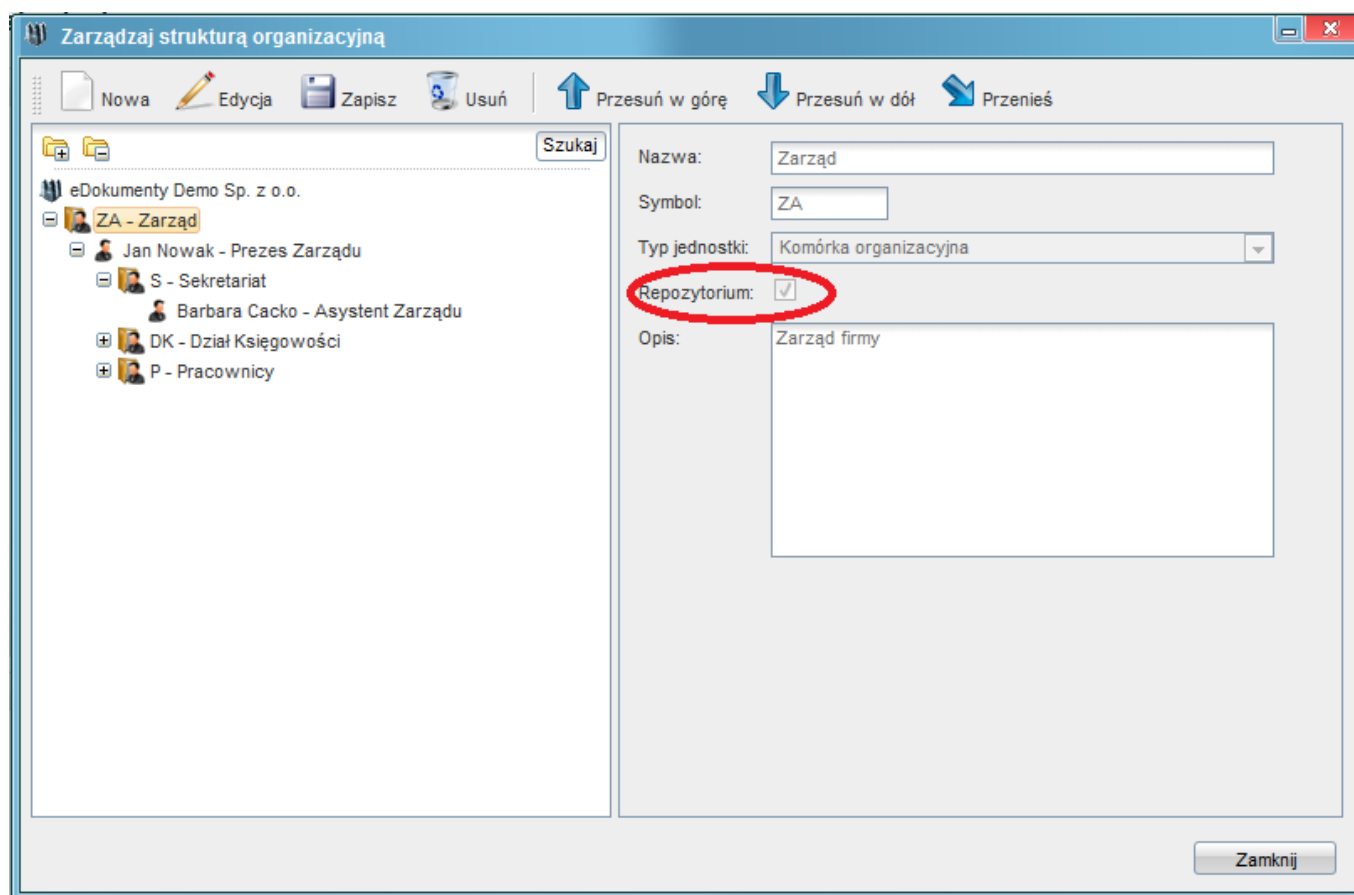 Zarządzaj strukturą organizacyjną
Nowa Edycja Zapisz Usuń Przesuń w górę Przesuń w dół Przenieś
Szukaj
eDokumenty Demo Sp. z o.o.
ZA - Zarząd
Jan Nowak - Prezes Zarządu
S - Sekretariat
Barbara Cacko - Asystent Zarządu
DK - Dział Księgowości
P - Pracownicy
Nazwa: Zarząd
Symbol: ZA
Typ jednostki: Komórka organizacyjna
Repozytorium:
Opis: Zarząd firmy
Zamknij